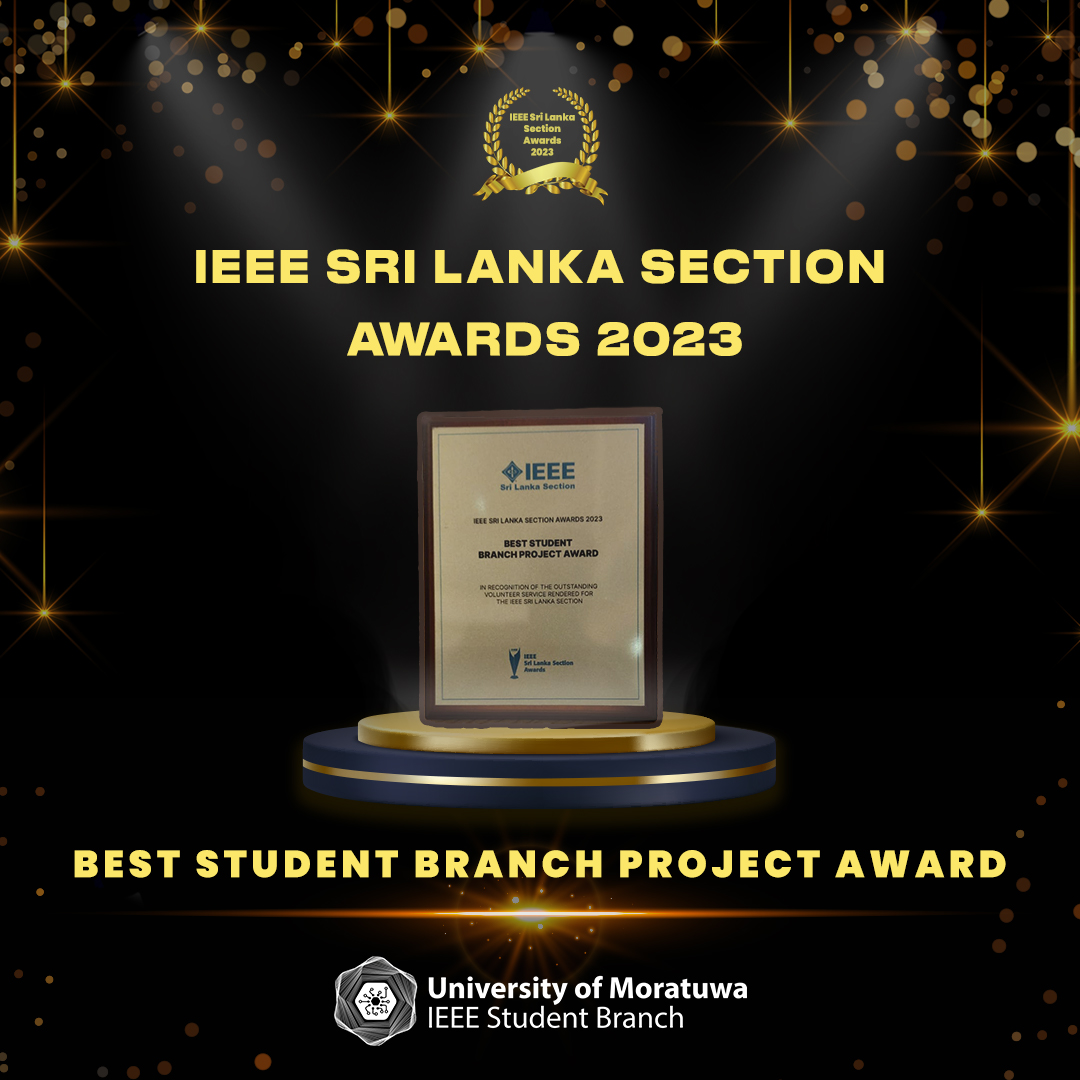 IEEE Sri Lanka
Section
Awards
2023
IEEE SRI LANKA SECTION
AWARDS 2023
IEEE
Sri Lanka Section
IEEE SRI LANKA SECTION AWARDS 2023
BEST STUDENT
BRANCH PROJECT AWARD
IN RECOGNITION OF THE OUTSTANDING
VOLUNTEER SERVICE RENDERED FOR
THE IEEE SRI LANKA SECTION
IEEE
Sri Lanka Section
Awards
BEST STUDENT BRANCH PROJECT AWARD
University of Moratuwa
IEEE Student Branch